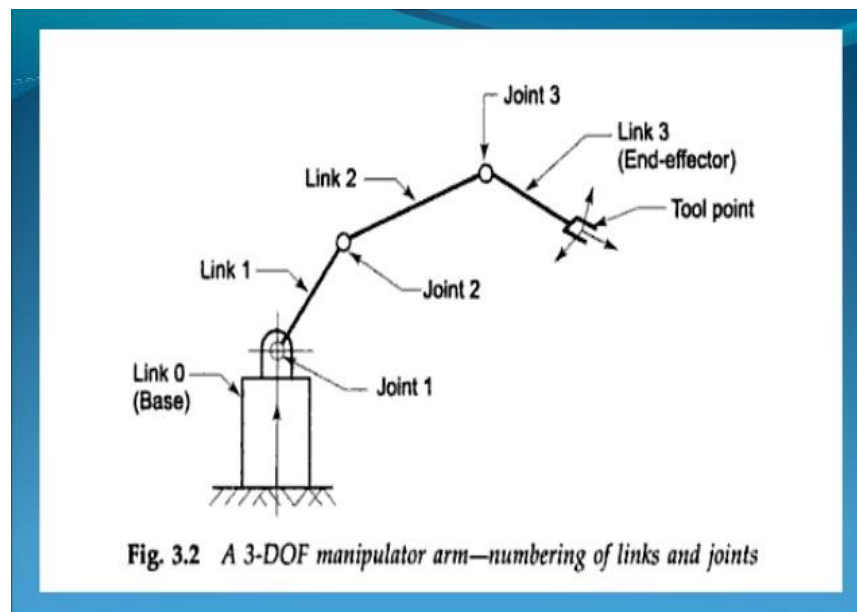 Joint 3
Link 3
(End-effector)
Link 2
Tool point
Link 1
Joint 2
Link 0
(Base)
Joint 1
Fig. 3.2 A 3-DOF manipulator arm—numbering of links and joints